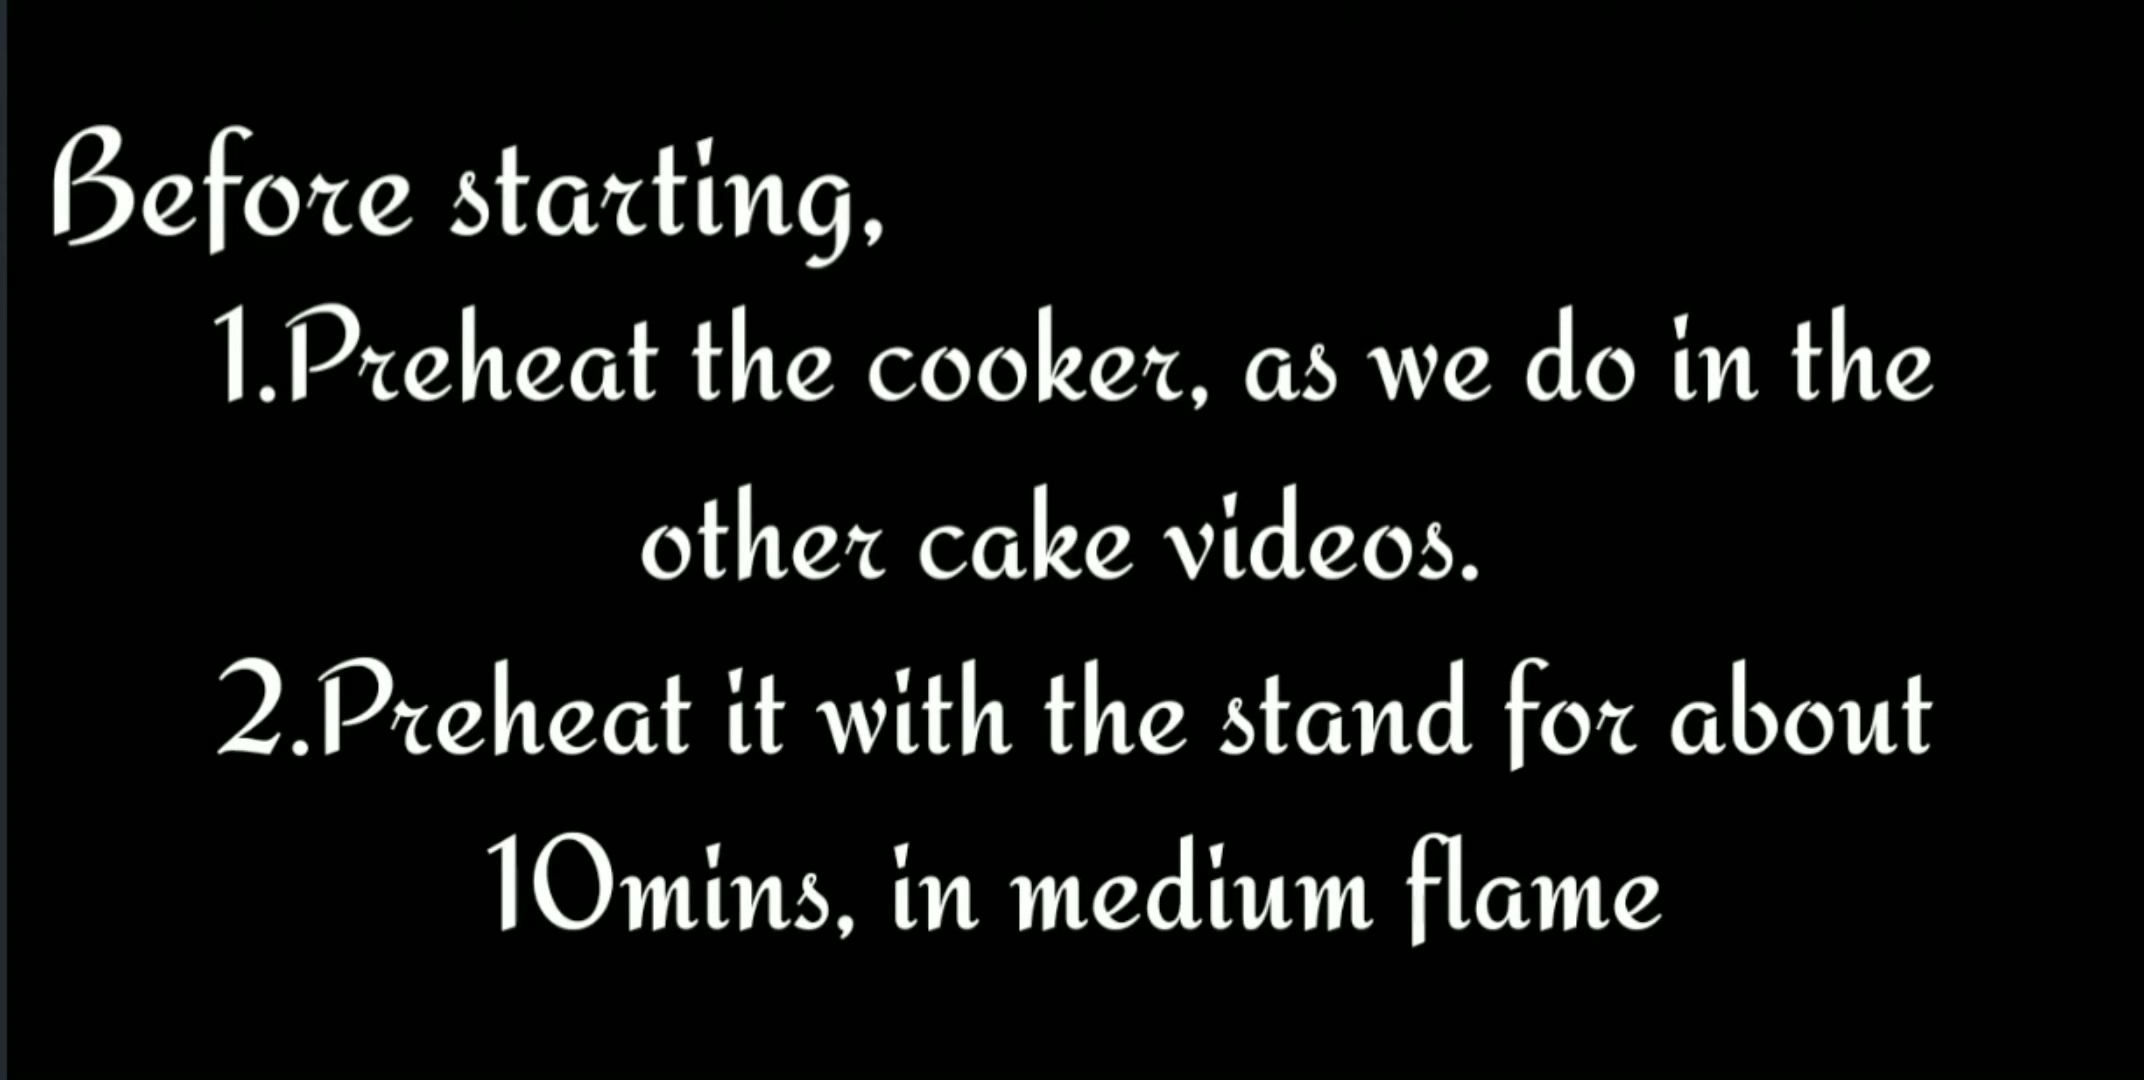 Before starting,
1.Preheat the cooker, as we do in the
other cake videos.
2.Preheat it with the stand for about
10mins, in medium flame